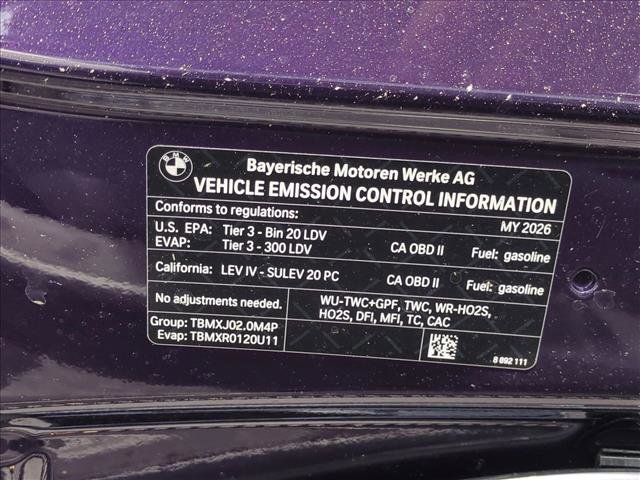 BMW
Bayerische Motoren Werke AG
VEHICLE EMISSION CONTROL INFORMATION
Conforms to regulations: MY 2026
U.S. EPA: Tier 3 - Bin 20 LDV
EVAP: Tier 3 - 300 LDV CA OBD II Fuel: gasoline
California: LEV IV - SULEV 20 PC CA OBD II Fuel: gasoline
No adjustments needed.
WU-TWC+GPF, TWC, WR-HO2S,
HO2S, DFI, MFI, TC, CAC
Group: TBMXJ02.0M4P
Evap: TBMXR0120U11
8 892 111